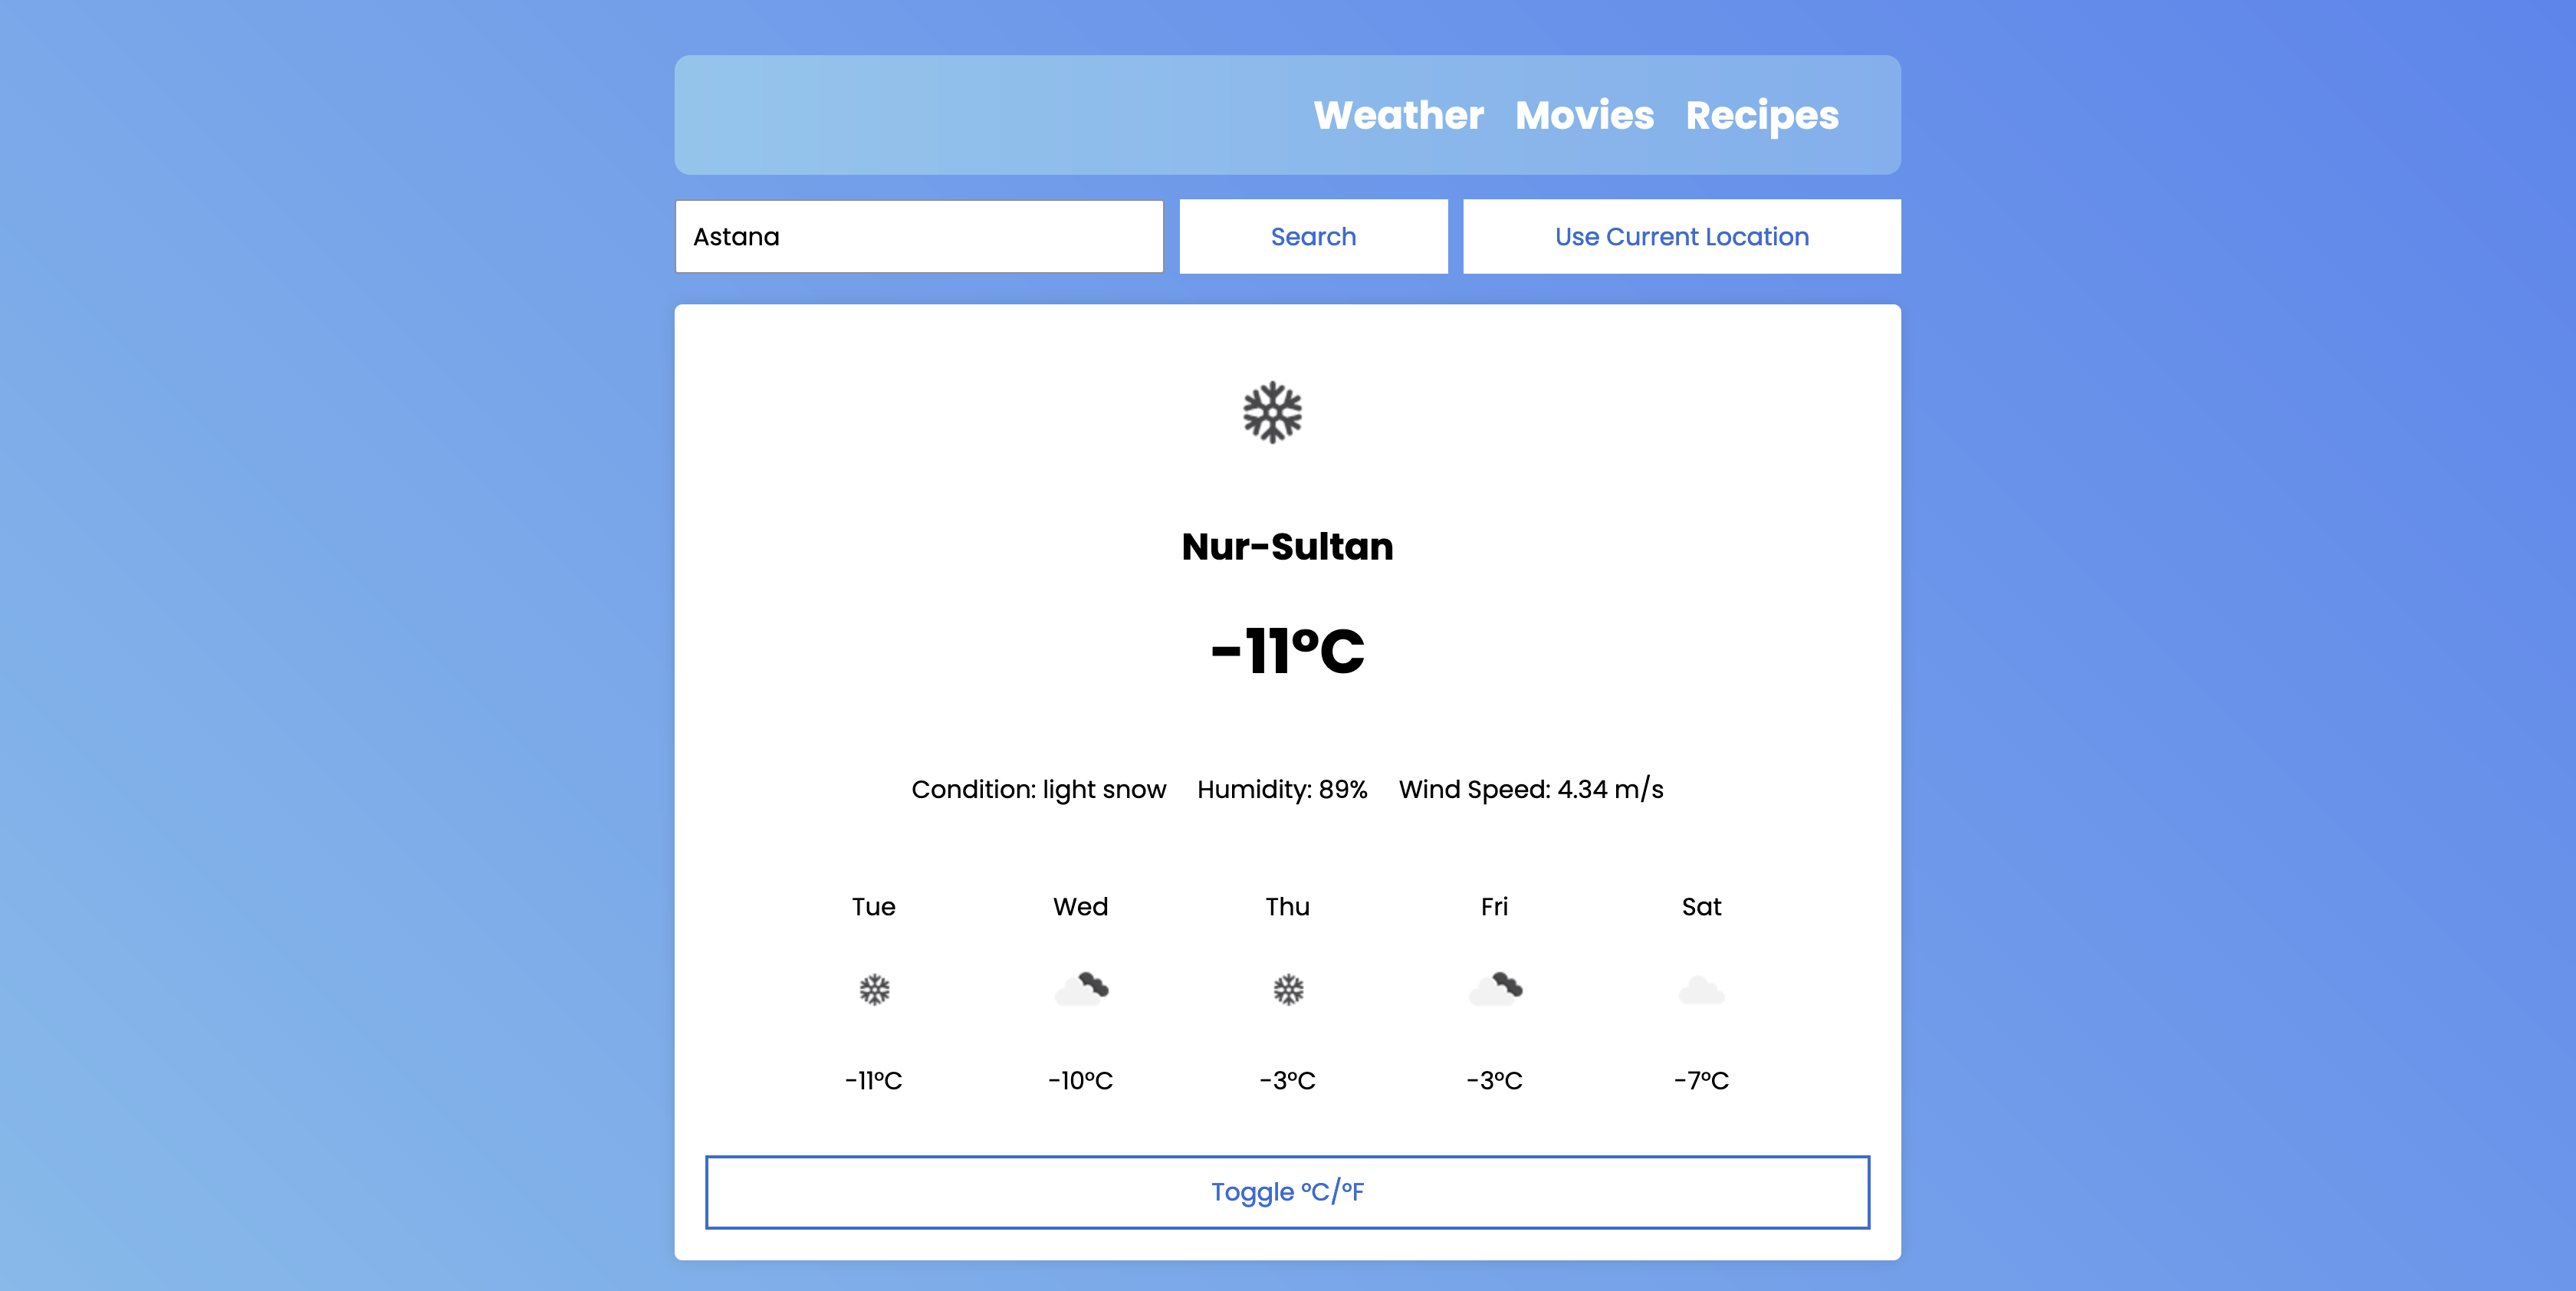 Weather Movies Recipes
Astana Search Use Current Location
Nur-Sultan
-11°C
Condition: light snow Humidity: 89% Wind Speed: 4.34 m/s
Tue Wed Thu Fri Sat
-11°C -10°C -3°C -3°C -7°C
Toggle °C/°F